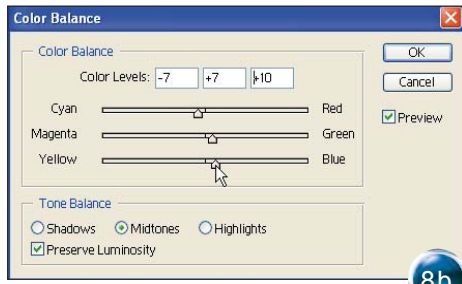 Color Balance
Color Balance
Color Levels: -7 +7 +10
Cyan Red
Magenta Green
Yellow Blue
Tone Balance
Shadows Midtones Highlights
Preserve Luminosity
OK
Cancel
Preview
8b